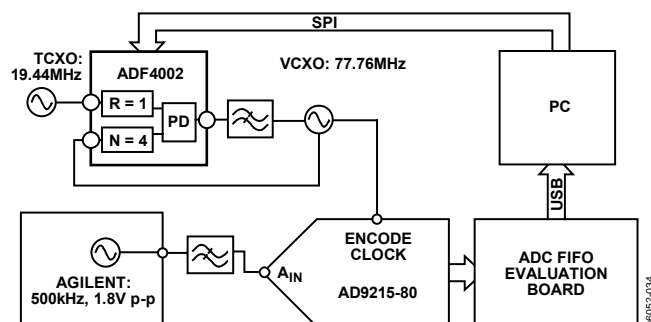 SPI
TCXO:
19.44MHz
ADF4002
VCXO: 77.76MHz
R = 1
PD
N = 4
PC
USB
AGILENT:
500kHz, 1.8V p-p
AIN
ENCODE
CLOCK
AD9215-80
ADC FIFO
EVALUATION
BOARD
06052-034